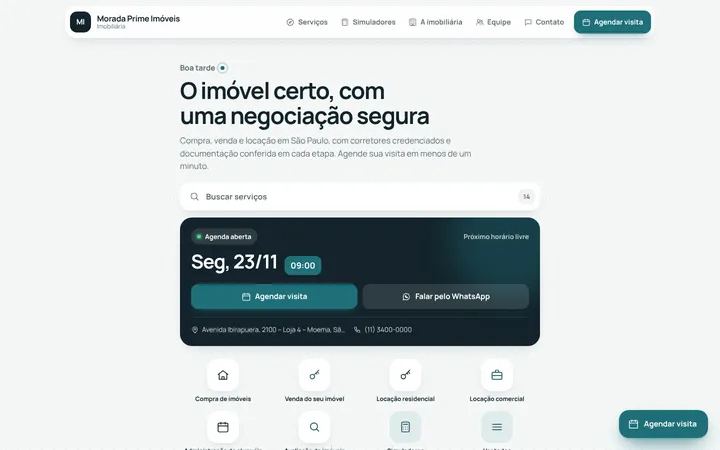 MI
Morada Prime Imóveis
Imobiliária
Serviços
Simuladores
A imobiliária
Equipe
Contato
Agendar visita
Boa tarde
O imóvel certo, com
uma negociação segura
Compra, venda e locação em São Paulo, com corretores credenciados e
documentação conferida em cada etapa. Agende sua visita em menos de um
minuto.
Buscar serviços
14
Agenda aberta
Próximo horário livre
Seg, 23/11
09:00
Agendar visita
Falar pelo WhatsApp
Avenida Ibirapuera, 2100 – Loja 4 – Moema, Sã...
(11) 3400-0000
Compra de imóveis
Venda do seu imóvel
Locação residencial
Locação comercial
Agendar visita